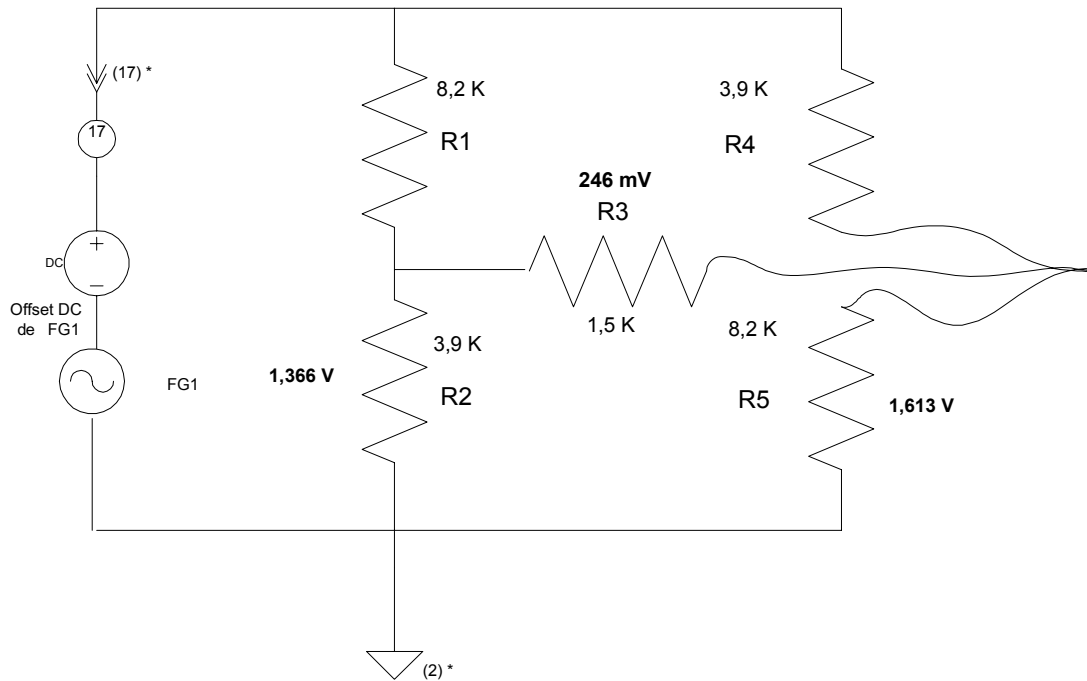 (17) *
17
8,2 K
R1
3,9 K
R4
246 mV
R3
DC
Offset DC
de FG1
1,5 K
8,2 K
3,9 K
1,366 V
R2
FG1
R5
1,613 V
(2) *